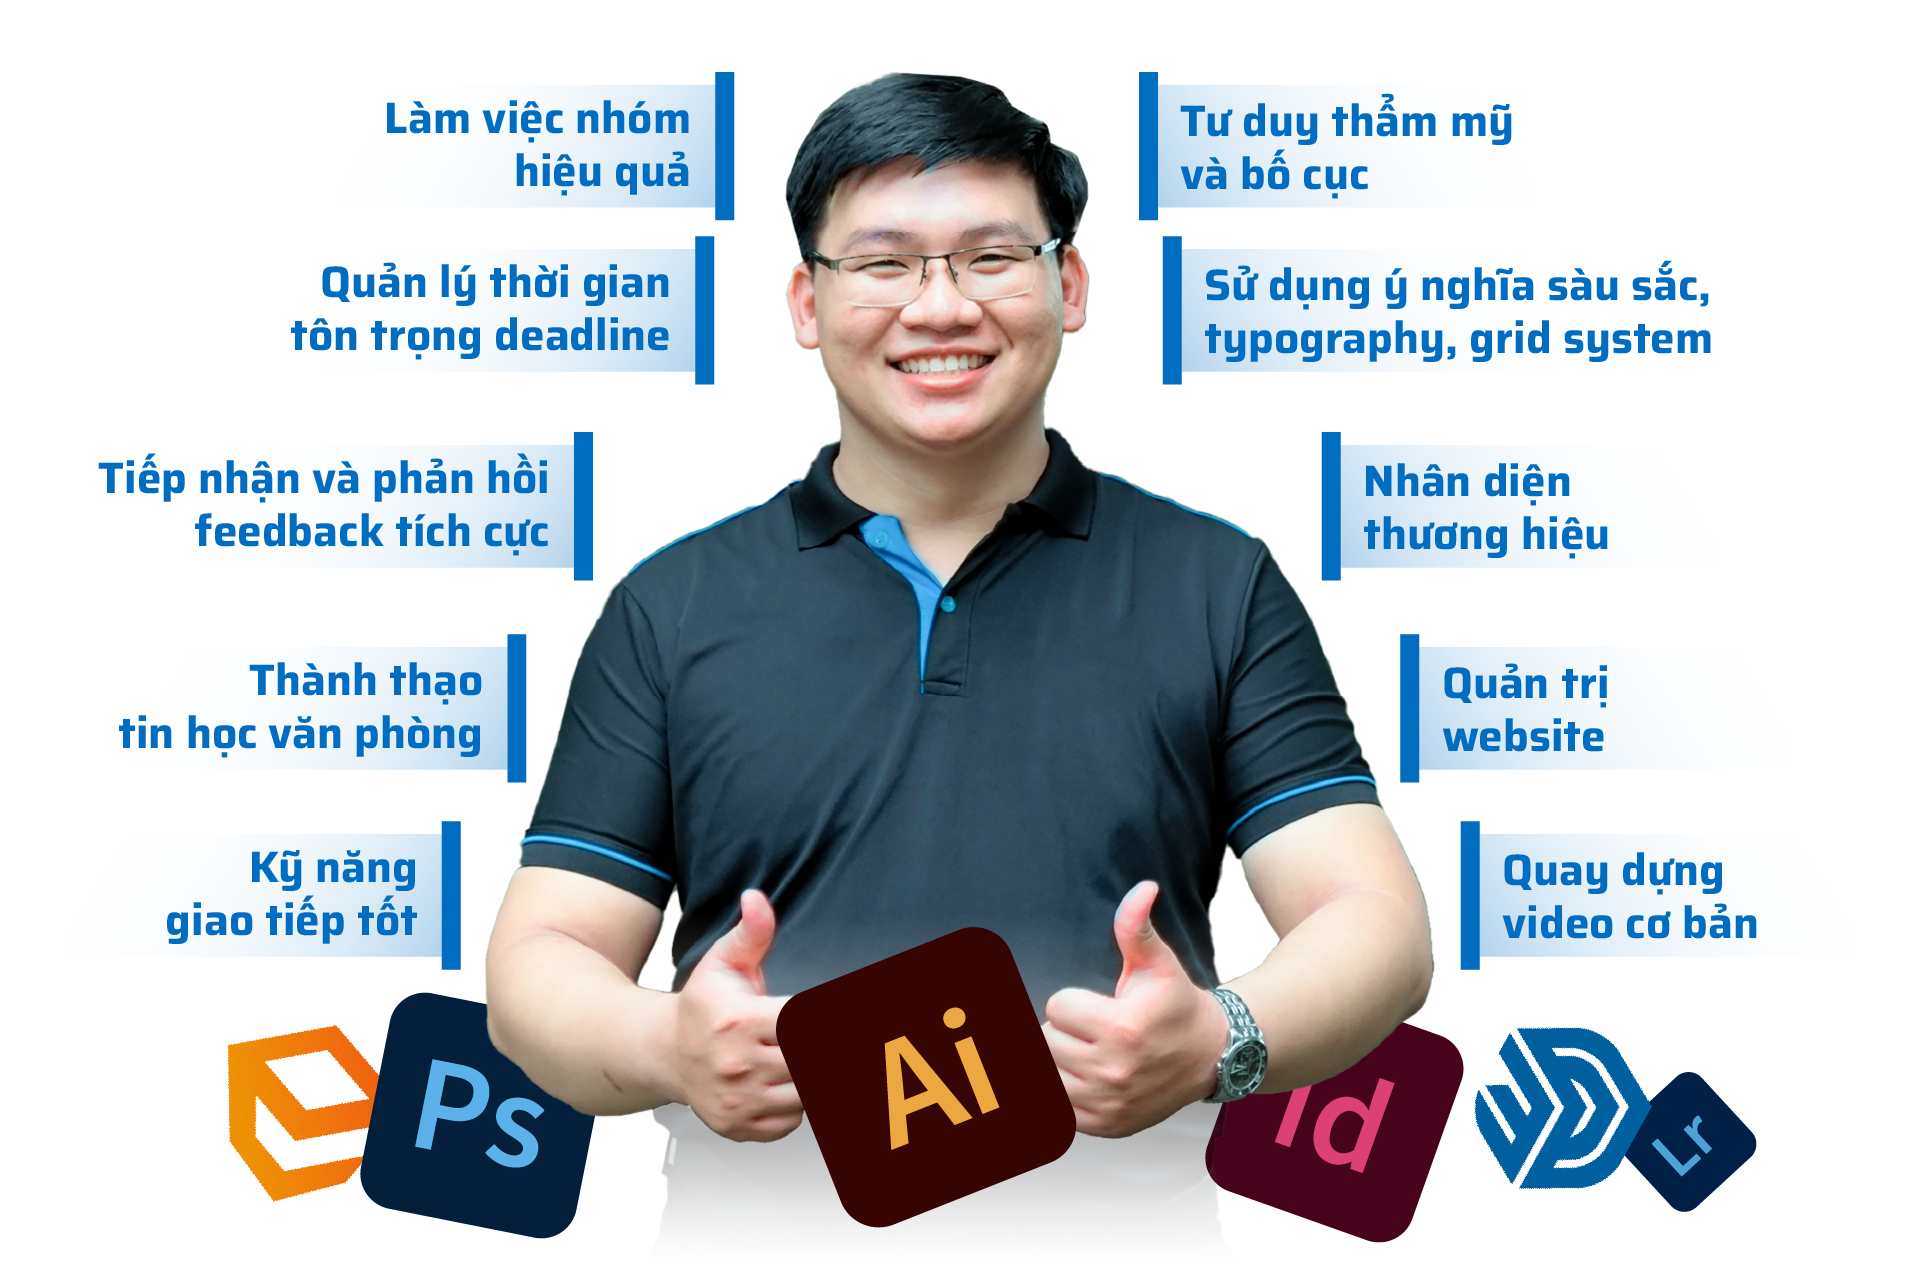 Làm việc nhóm
hiệu quả
Quản lý thời gian
tôn trọng deadline
Tiếp nhận và phản hồi
feedback tích cực
Thành thạo
tin học văn phòng
Kỹ năng
giao tiếp tốt
Tư duy thẩm mỹ
và bố cục
Sử dụng ý nghĩa sàu sắc,
typography, grid system
Nhân diện
thương hiệu
Quản trị
website
Quay dựng
video cơ bản
Ps
Ai
Id
Lr